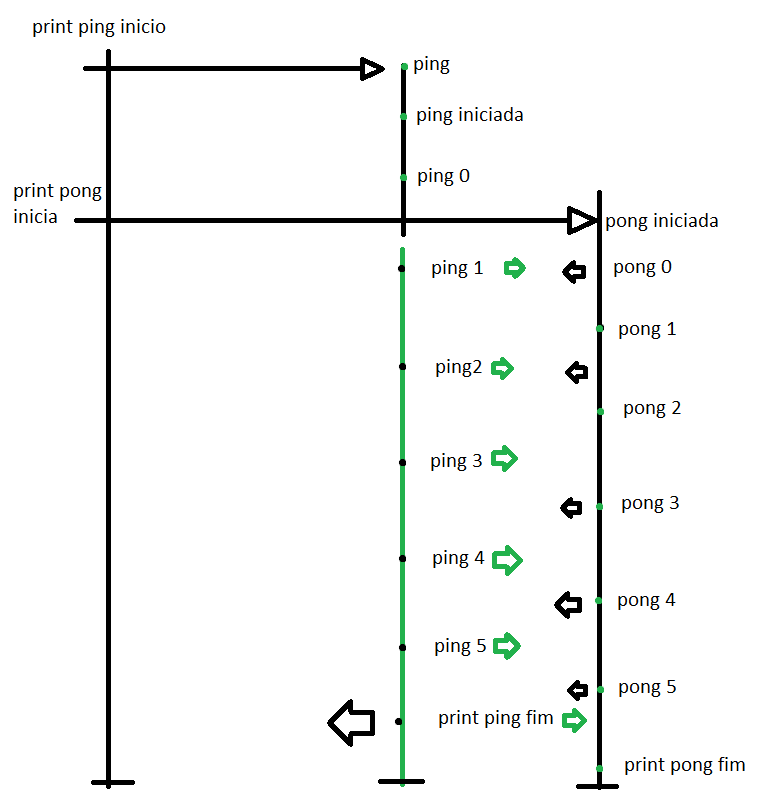 print ping inicio
ping
ping iniciada
ping 0
print pong
inicia
pong iniciada
ping 1
pong 0
pong 1
ping2
pong 2
ping 3
pong 3
ping 4
pong 4
ping 5
pong 5
print ping fim
print pong fim